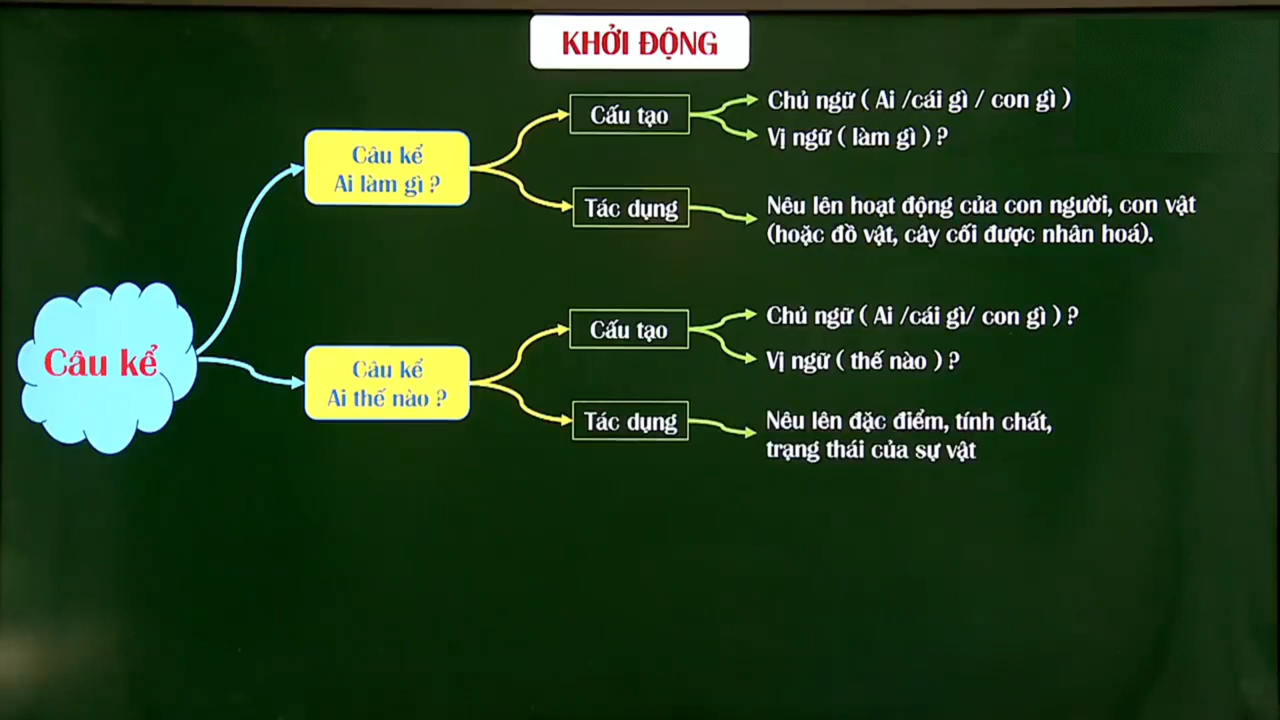 KHỞI ĐỘNG
Câu kể
Câu kể
Ai làm gì ?
Cấu tạo
Chủ ngữ ( Ai /cái gì / con gì )
Vị ngữ ( làm gì ) ?
Tác dụng
Nêu lên hoạt động của con người, con vật
(hoặc đồ vật, cây cối được nhân hoá).
Câu kể
Ai thế nào ?
Cấu tạo
Chủ ngữ ( Ai /cái gì/ con gì ) ?
Vị ngữ ( thế nào ) ?
Tác dụng
Nêu lên đặc điểm, tính chất,
trạng thái của sự vật